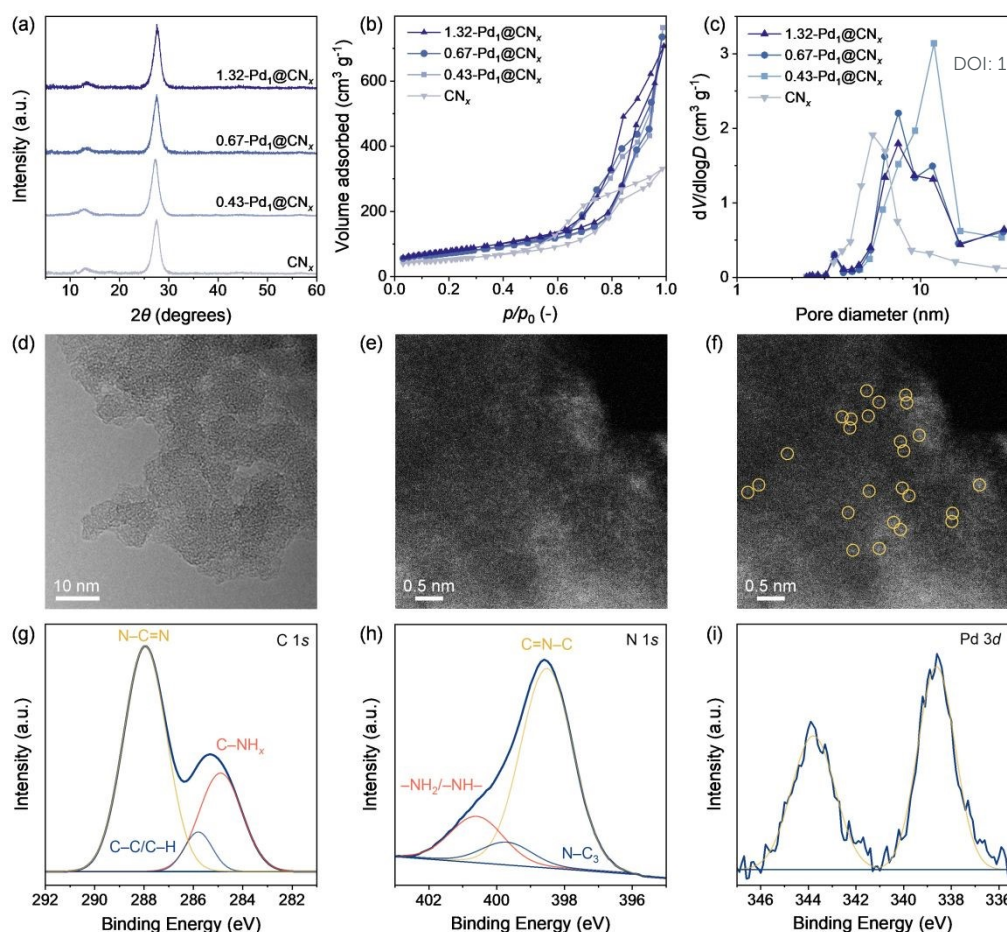 (a)
Intensity (a.u.)
1.32-Pd₁@CNₓ
0.67-Pd₁@CNₓ
0.43-Pd₁@CNₓ
CNₓ
10 20 30 40 50 60
2θ (degrees)
(b)
Volume adsorbed (cm³ g⁻¹)
1.32-Pd₁@CNₓ
0.67-Pd₁@CNₓ
0.43-Pd₁@CNₓ
CNₓ
600
400
200
0
0.0 0.2 0.4 0.6 0.8 1.0
p/p₀ (-)
(c)
dV/dlogD (cm³ g⁻¹)
1.32-Pd₁@CNₓ
0.67-Pd₁@CNₓ
0.43-Pd₁@CNₓ
CNₓ
DOI: 1
3
2
1
0
1 10
Pore diameter (nm)
(d)
10 nm
(e)
0.5 nm
(f)
0.5 nm
(g)
C 1s
Intensity (a.u.)
N–C=N
C–NHₓ
C–C/C–H
292 290 288 286 284 282
Binding Energy (eV)
(h)
N 1s
Intensity (a.u.)
C=N–C
–NH₂/–NH–
N–C₃
402 400 398 396
Binding Energy (eV)
(i)
Pd 3d
Intensity (a.u.)
346 344 342 340 338 336
Binding Energy (eV)